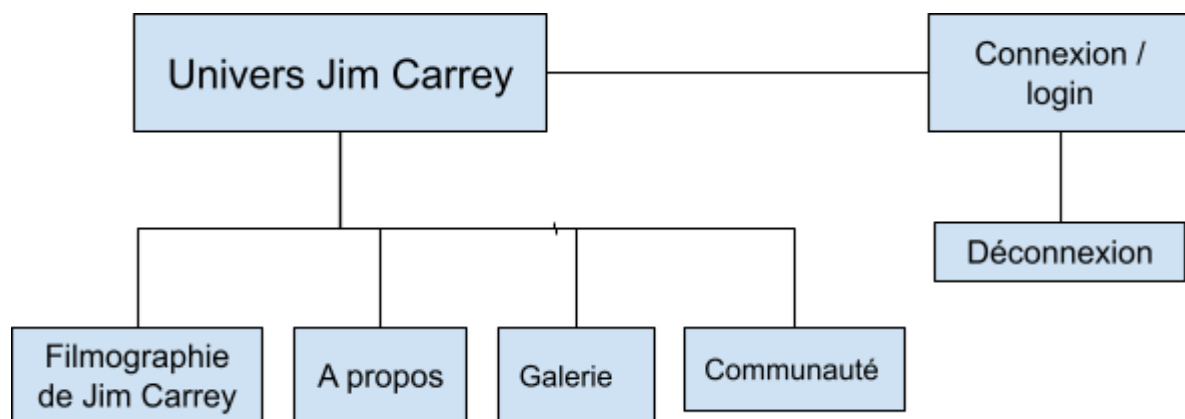 Univers Jim Carrey
Connexion /
login
Déconnexion
Filmographie
de Jim Carrey
A propos
Galerie
Communauté